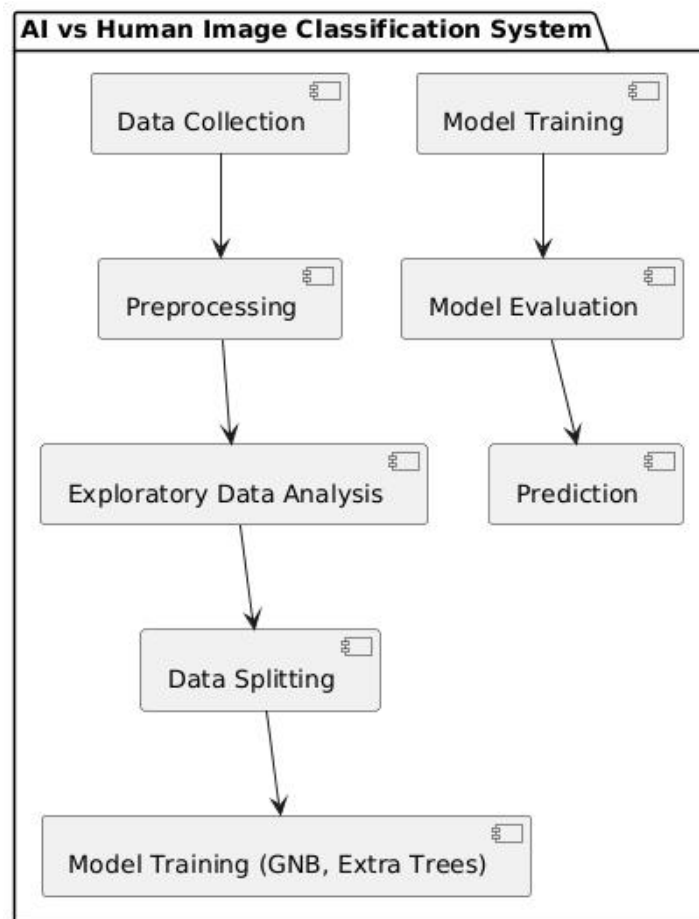 AI vs Human Image Classification System
Data Collection
Model Training
Preprocessing
Model Evaluation
Exploratory Data Analysis
Prediction
Data Splitting
Model Training (GNB, Extra Trees)